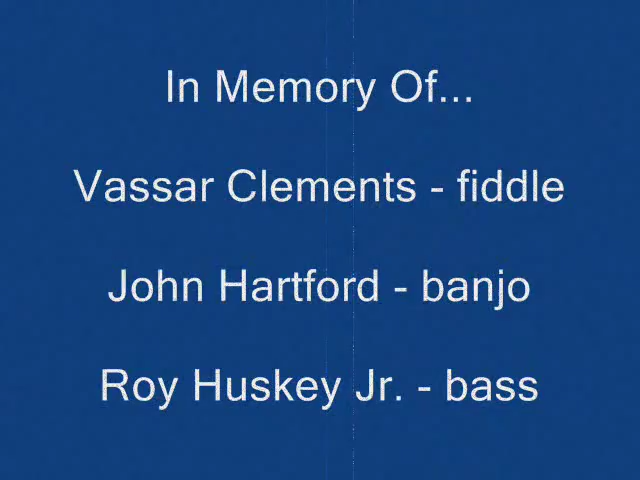 In Memory Of...
Vassar Clements - fiddle
John Hartford - banjo
Roy Huskey Jr. - bass